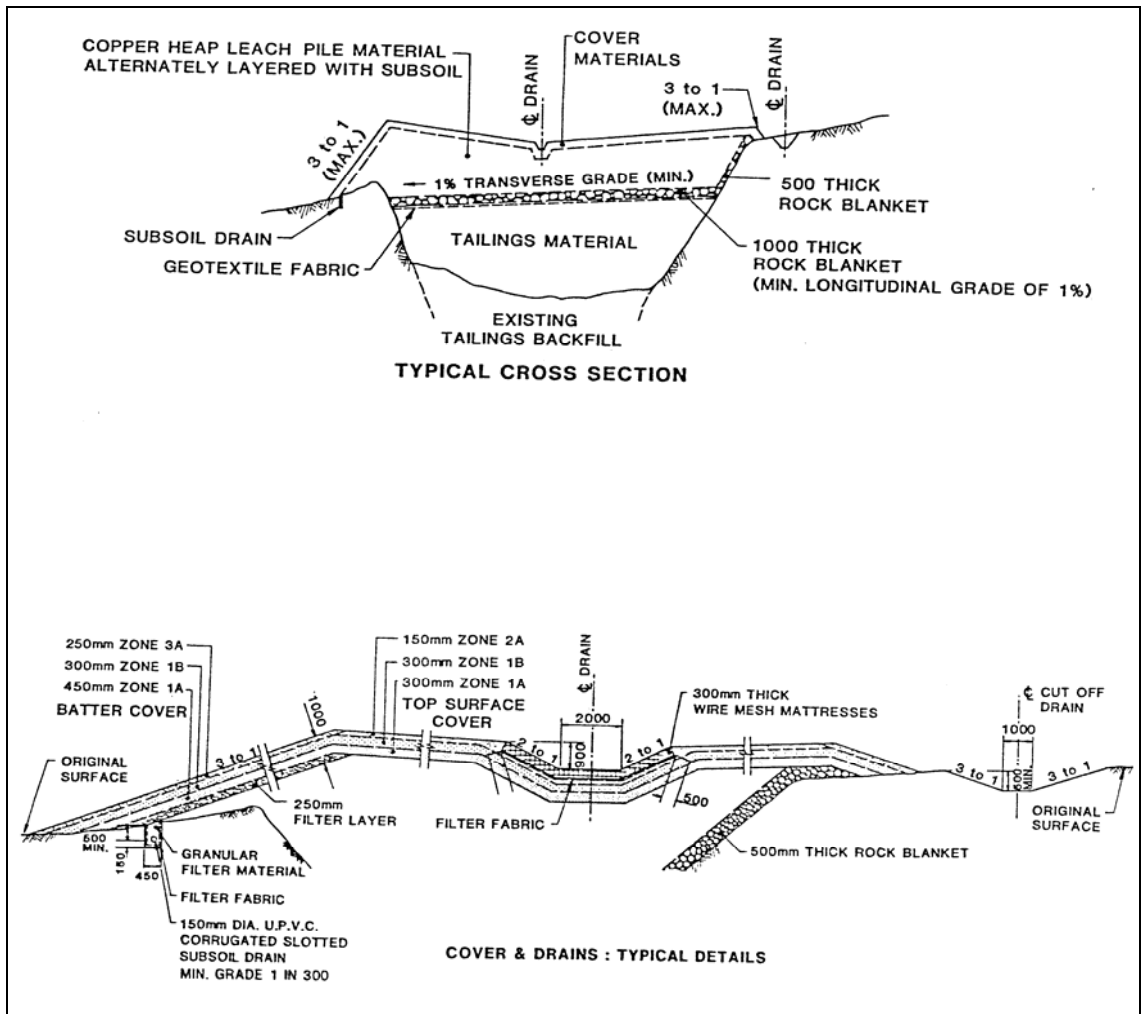 COPPER HEAP LEACH PILE MATERIAL
ALTERNATELY LAYERED WITH SUBSOIL
℄ DRAIN
COVER
MATERIALS
3 to 1
(MAX.)
℄ DRAIN
3 to 1
(MAX.)
1% TRANSVERSE GRADE (MIN.)
500 THICK
ROCK BLANKET
SUBSOIL DRAIN
GEOTEXTILE FABRIC
TAILINGS MATERIAL
1000 THICK
ROCK BLANKET
(MIN. LONGITUDINAL GRADE OF 1%)
EXISTING
TAILINGS BACKFILL
TYPICAL CROSS SECTION
250mm ZONE 3A
300mm ZONE 1B
450mm ZONE 1A
BATTER COVER
1000
150mm ZONE 2A
300mm ZONE 1B
300mm ZONE 1A
TOP SURFACE
COVER
℄ DRAIN
2000
2 to 1
900
2 to 1
300mm THICK
WIRE MESH MATTRESSES
℄ CUT OFF
DRAIN
1000
ORIGINAL
SURFACE
3 to 1
250mm
FILTER LAYER
FILTER FABRIC
500
3 to 1
500
MIN.
3 to 1
ORIGINAL
SURFACE
500
MIN.
150
450
GRANULAR
FILTER MATERIAL
FILTER FABRIC
150mm DIA. U.P.V.C.
CORRUGATED SLOTTED
SUBSOIL DRAIN
MIN. GRADE 1 IN 300
500mm THICK ROCK BLANKET
COVER & DRAINS : TYPICAL DETAILS